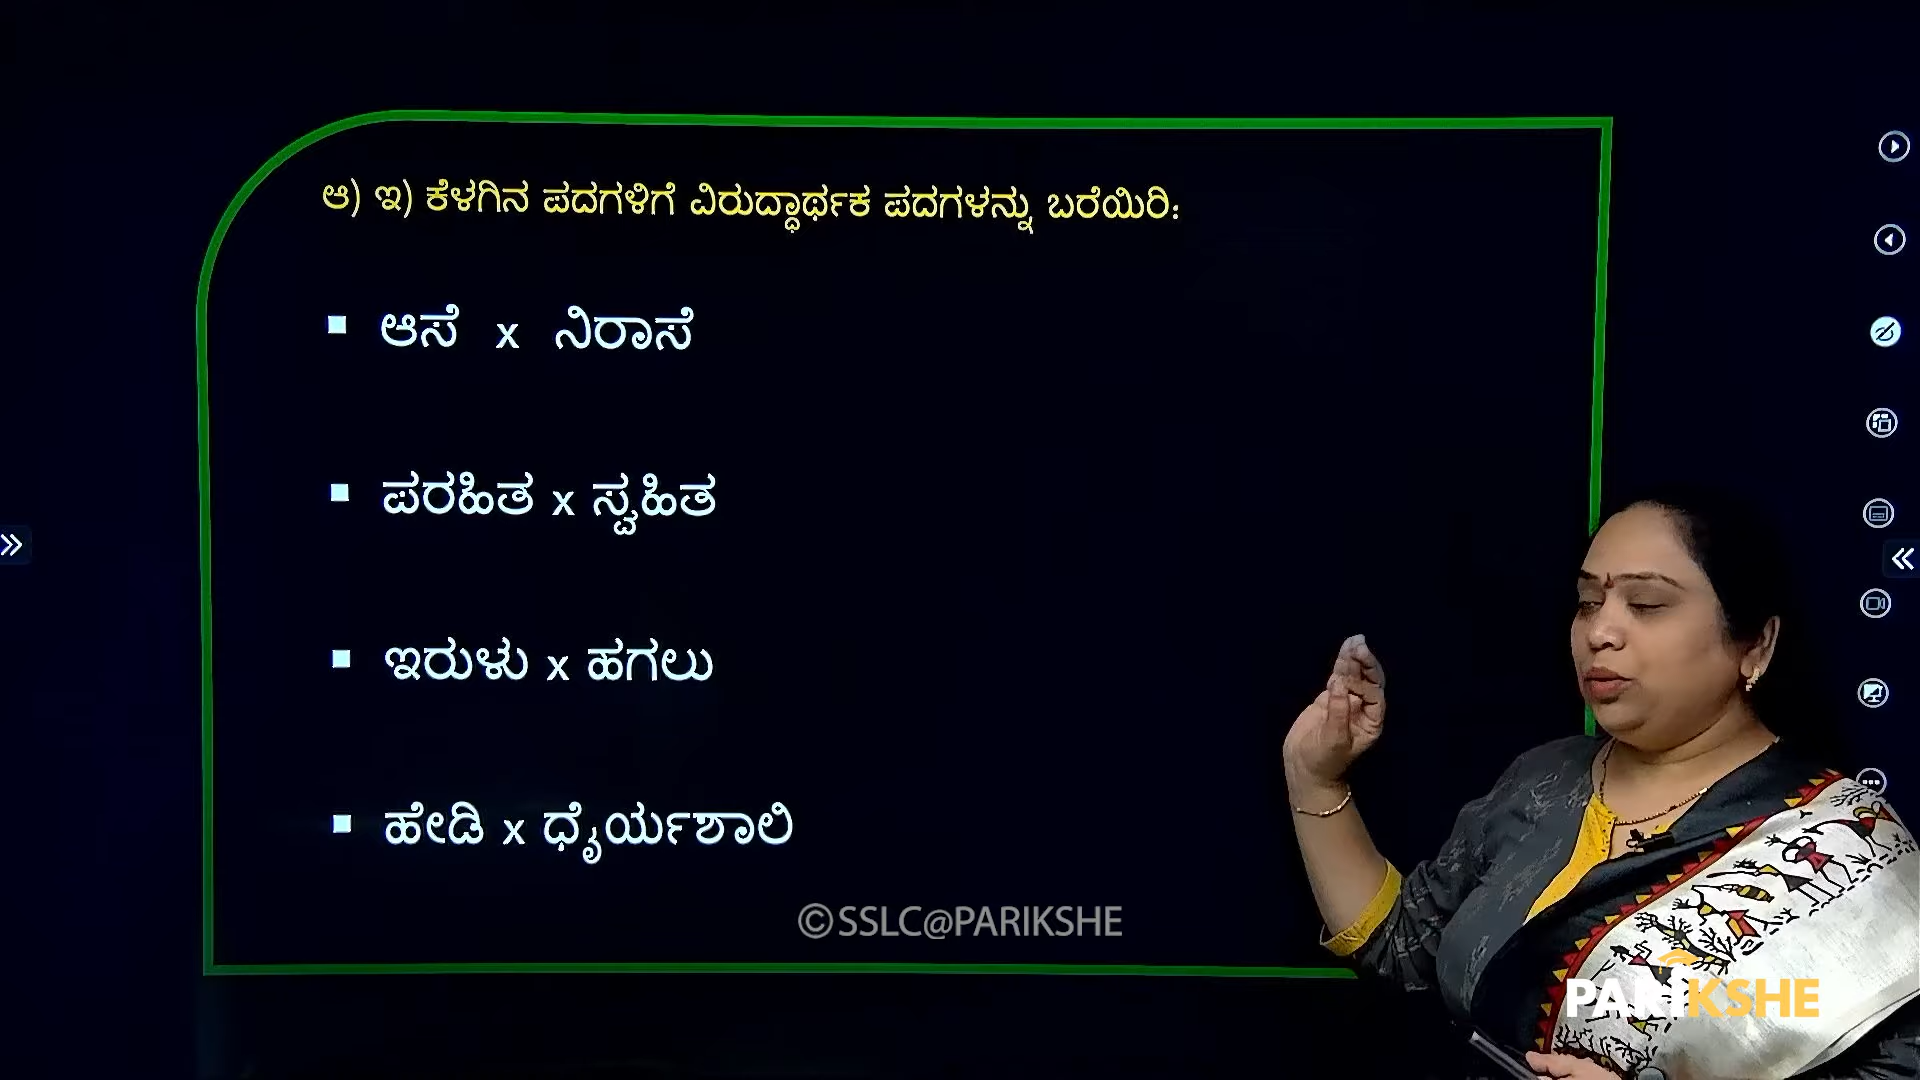 ಆ) ಇ) ಕೆಳಗಿನ ಪದಗಳಿಗೆ ವಿರುದ್ಧಾರ್ಥಕ ಪದಗಳನ್ನು ಬರೆಯಿರಿ:
▪ ಆಸೆ x ನಿರಾಸೆ
▪ ಪರಹಿತ x ಸ್ವಹಿತ
▪ ಇರುಳು x ಹಗಲು
▪ ಹೇಡಿ x ಧೈರ್ಯಶಾಲಿ
©SSLC@PARIKSHE
PARIKSHE